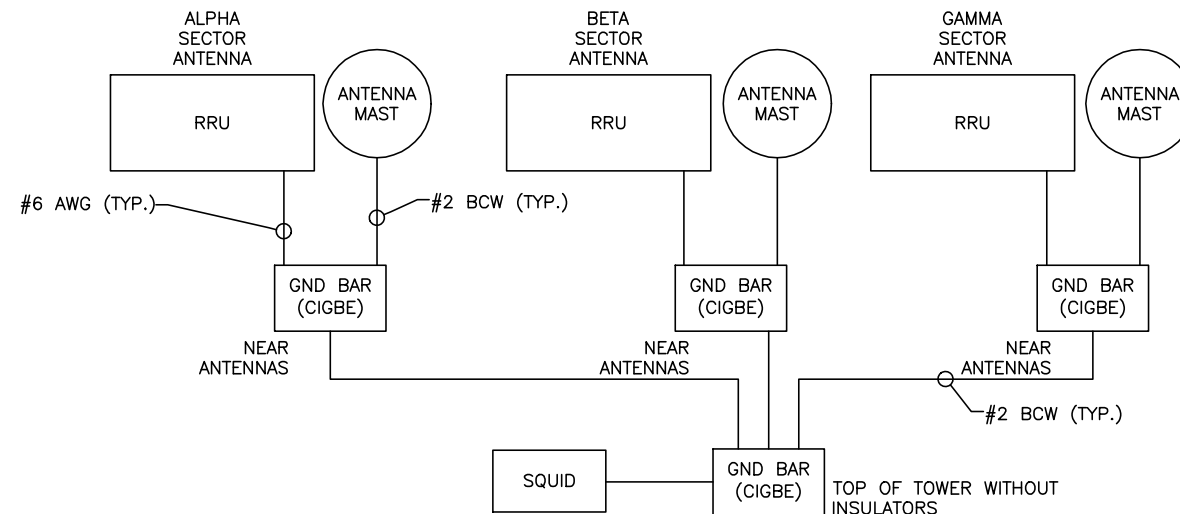 ALPHA
SECTOR
ANTENNA
BETA
SECTOR
ANTENNA
GAMMA
SECTOR
ANTENNA
RRU
ANTENNA
MAST
RRU
ANTENNA
MAST
RRU
ANTENNA
MAST
#6 AWG (TYP.)
#2 BCW (TYP.)
GND BAR
(CIGBE)
GND BAR
(CIGBE)
GND BAR
(CIGBE)
NEAR
ANTENNAS
NEAR
ANTENNAS
NEAR
ANTENNAS
#2 BCW (TYP.)
SQUID
GND BAR
(CIGBE)
TOP OF TOWER WITHOUT
INSULATORS